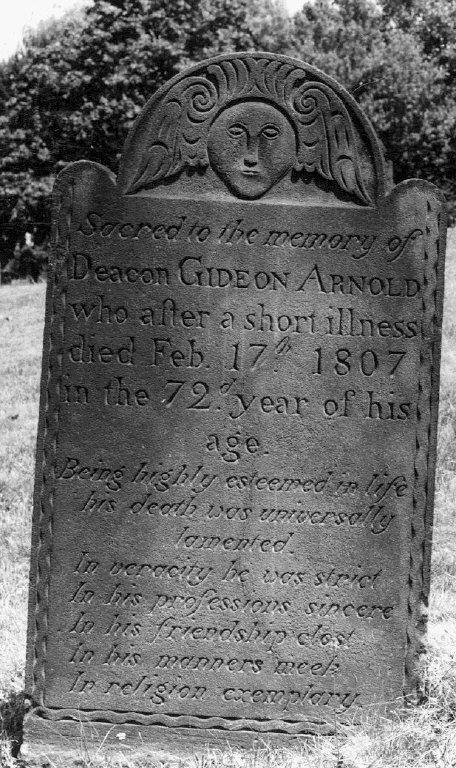 Sacred to the memory of
Deacon GIDEON ARNOLD
who after a short illness
died Feb. 17th. 1807
in the 72.d year of his
age.
Being highly esteemed in life
his death was universally
lamented.
In veracity he was strict
In his professions sincere
In his friendship clost
In his manners meek
In religion exemplary.